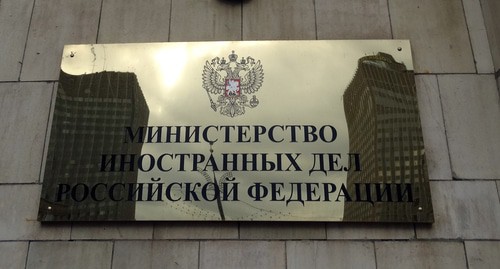 МИНИСТЕРСТВО
ИНОСТРАННЫХ ДЕЛ
РОССИЙСКОЙ ФЕДЕРАЦИИ